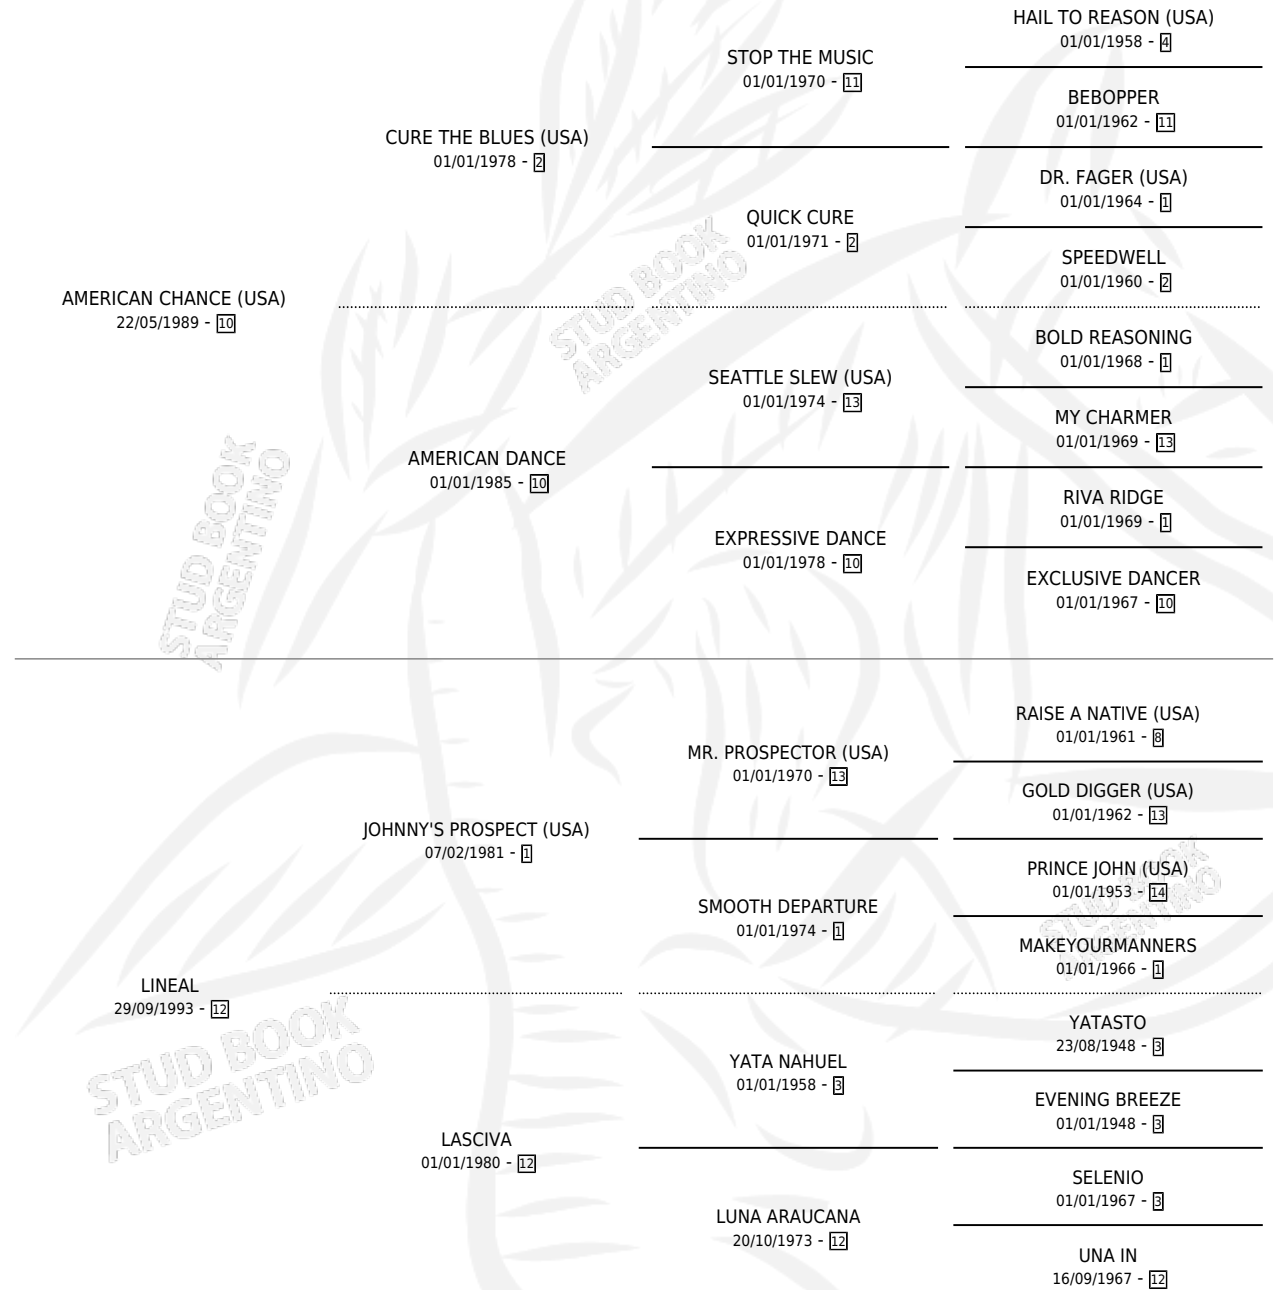 HAIL TO REASON (USA)
01/01/1958 - 4
STOP THE MUSIC
01/01/1970 - 11
BEBOPPER
01/01/1962 - 11
CURE THE BLUES (USA)
01/01/1978 - 2
DR. FAGER (USA)
01/01/1964 - 1
QUICK CURE
01/01/1971 - 2
SPEEDWELL
01/01/1960 - 2
AMERICAN CHANCE (USA)
22/05/1989 - 10
BOLD REASONING
01/01/1968 - 1
SEATTLE SLEW (USA)
01/01/1974 - 13
MY CHARMER
01/01/1969 - 13
AMERICAN DANCE
01/01/1985 - 10
RIVA RIDGE
01/01/1969 - 1
EXPRESSIVE DANCE
01/01/1978 - 10
EXCLUSIVE DANCER
01/01/1967 - 10
RAISE A NATIVE (USA)
01/01/1961 - 8
MR. PROSPECTOR (USA)
01/01/1970 - 13
GOLD DIGGER (USA)
01/01/1962 - 13
JOHNNY'S PROSPECT (USA)
07/02/1981 - 1
PRINCE JOHN (USA)
01/01/1953 - 14
SMOOTH DEPARTURE
01/01/1974 - 1
MAKEYOURMANNERS
01/01/1966 - 1
LINEAL
29/09/1993 - 12
YATASTO
23/08/1948 - 3
YATA NAHUEL
01/01/1958 - 3
EVENING BREEZE
01/01/1948 - 3
LASCIVA
01/01/1980 - 12
SELENIO
01/01/1967 - 3
LUNA ARAUCANA
20/10/1973 - 12
UNA IN
16/09/1967 - 12
STUD BOOK
ARGENTINO
STUD BOOK
ARGENTINO
STUD BOOK
ARGENTINO
STUD BOOK
ARGENTINO